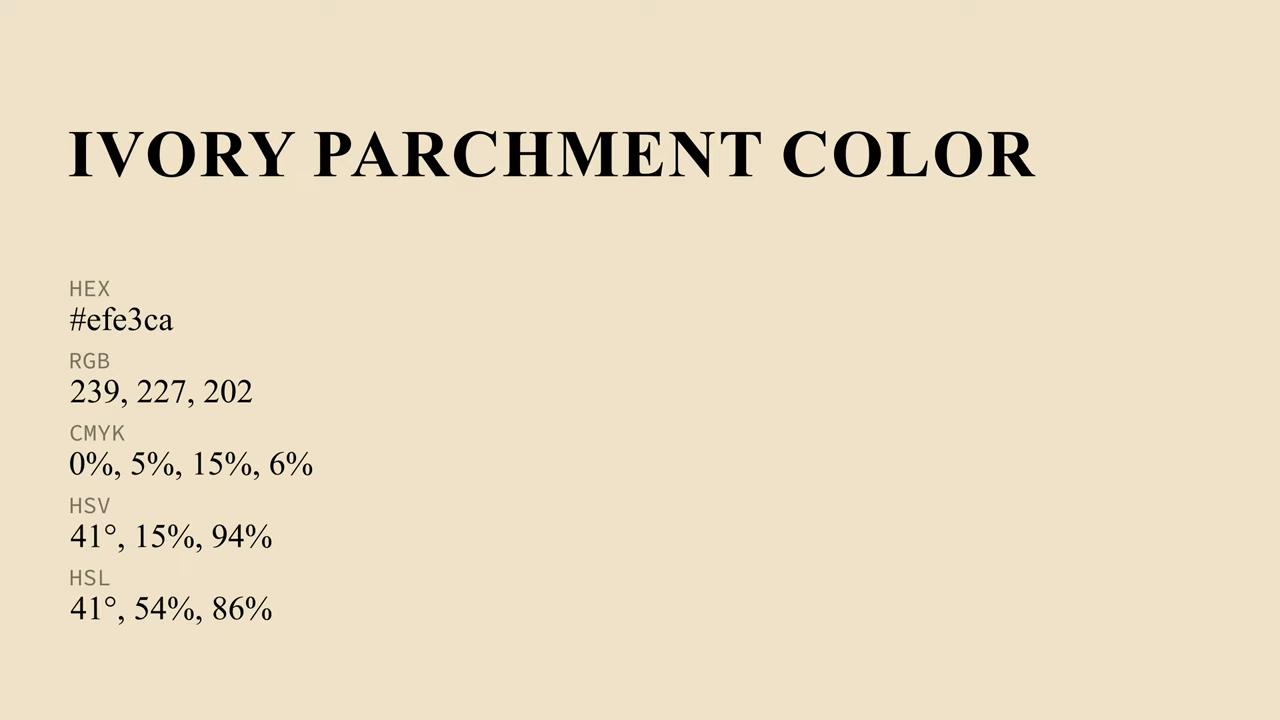 IVORY PARCHMENT COLOR
HEX
#efe3ca
RGB
239, 227, 202
CMYK
0%, 5%, 15%, 6%
HSV
41°, 15%, 94%
HSL
41°, 54%, 86%